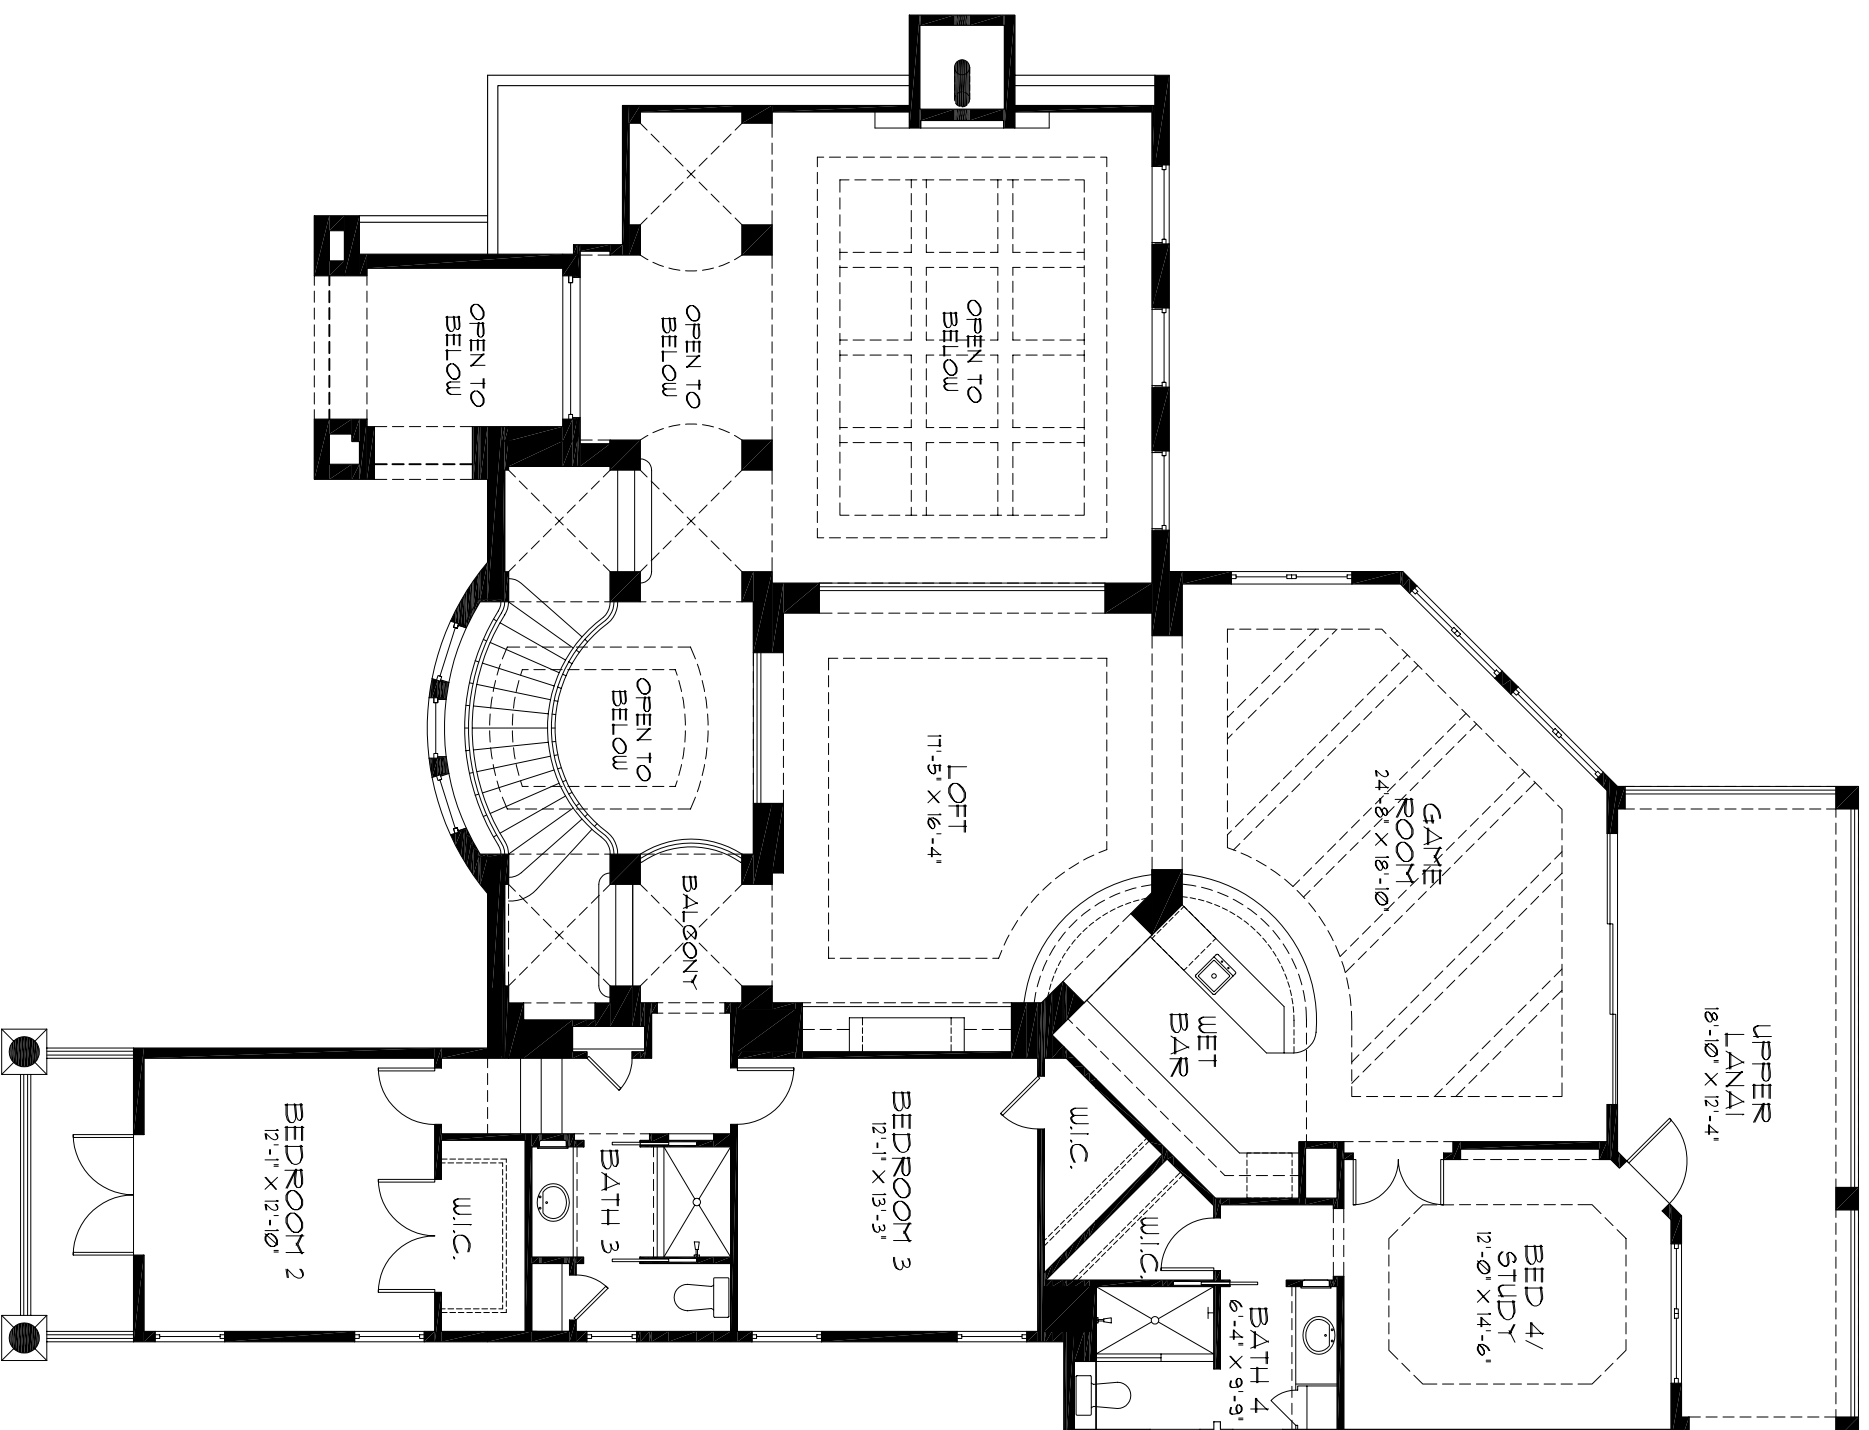 OPEN TO
BELOW
OPEN TO
BELOW
OPEN TO
BELOW
OPEN TO
BELOW
LOFT
17'-5" X 16'-4"
GAME
ROOM
24'-8" X 18'-10"
BALCONY
WET
BAR
UPPER
LANAI
18'-10" X 12'-4"
BEDROOM 2
12'-1" X 12'-10"
W.I.C.
BATH 3
BEDROOM 3
12'-1" X 13'-3"
W.I.C.
W.I.C.
BATH 4
6'-4" X 9'-9"
BED 4/
STUDY
12'-0" X 14'-6"